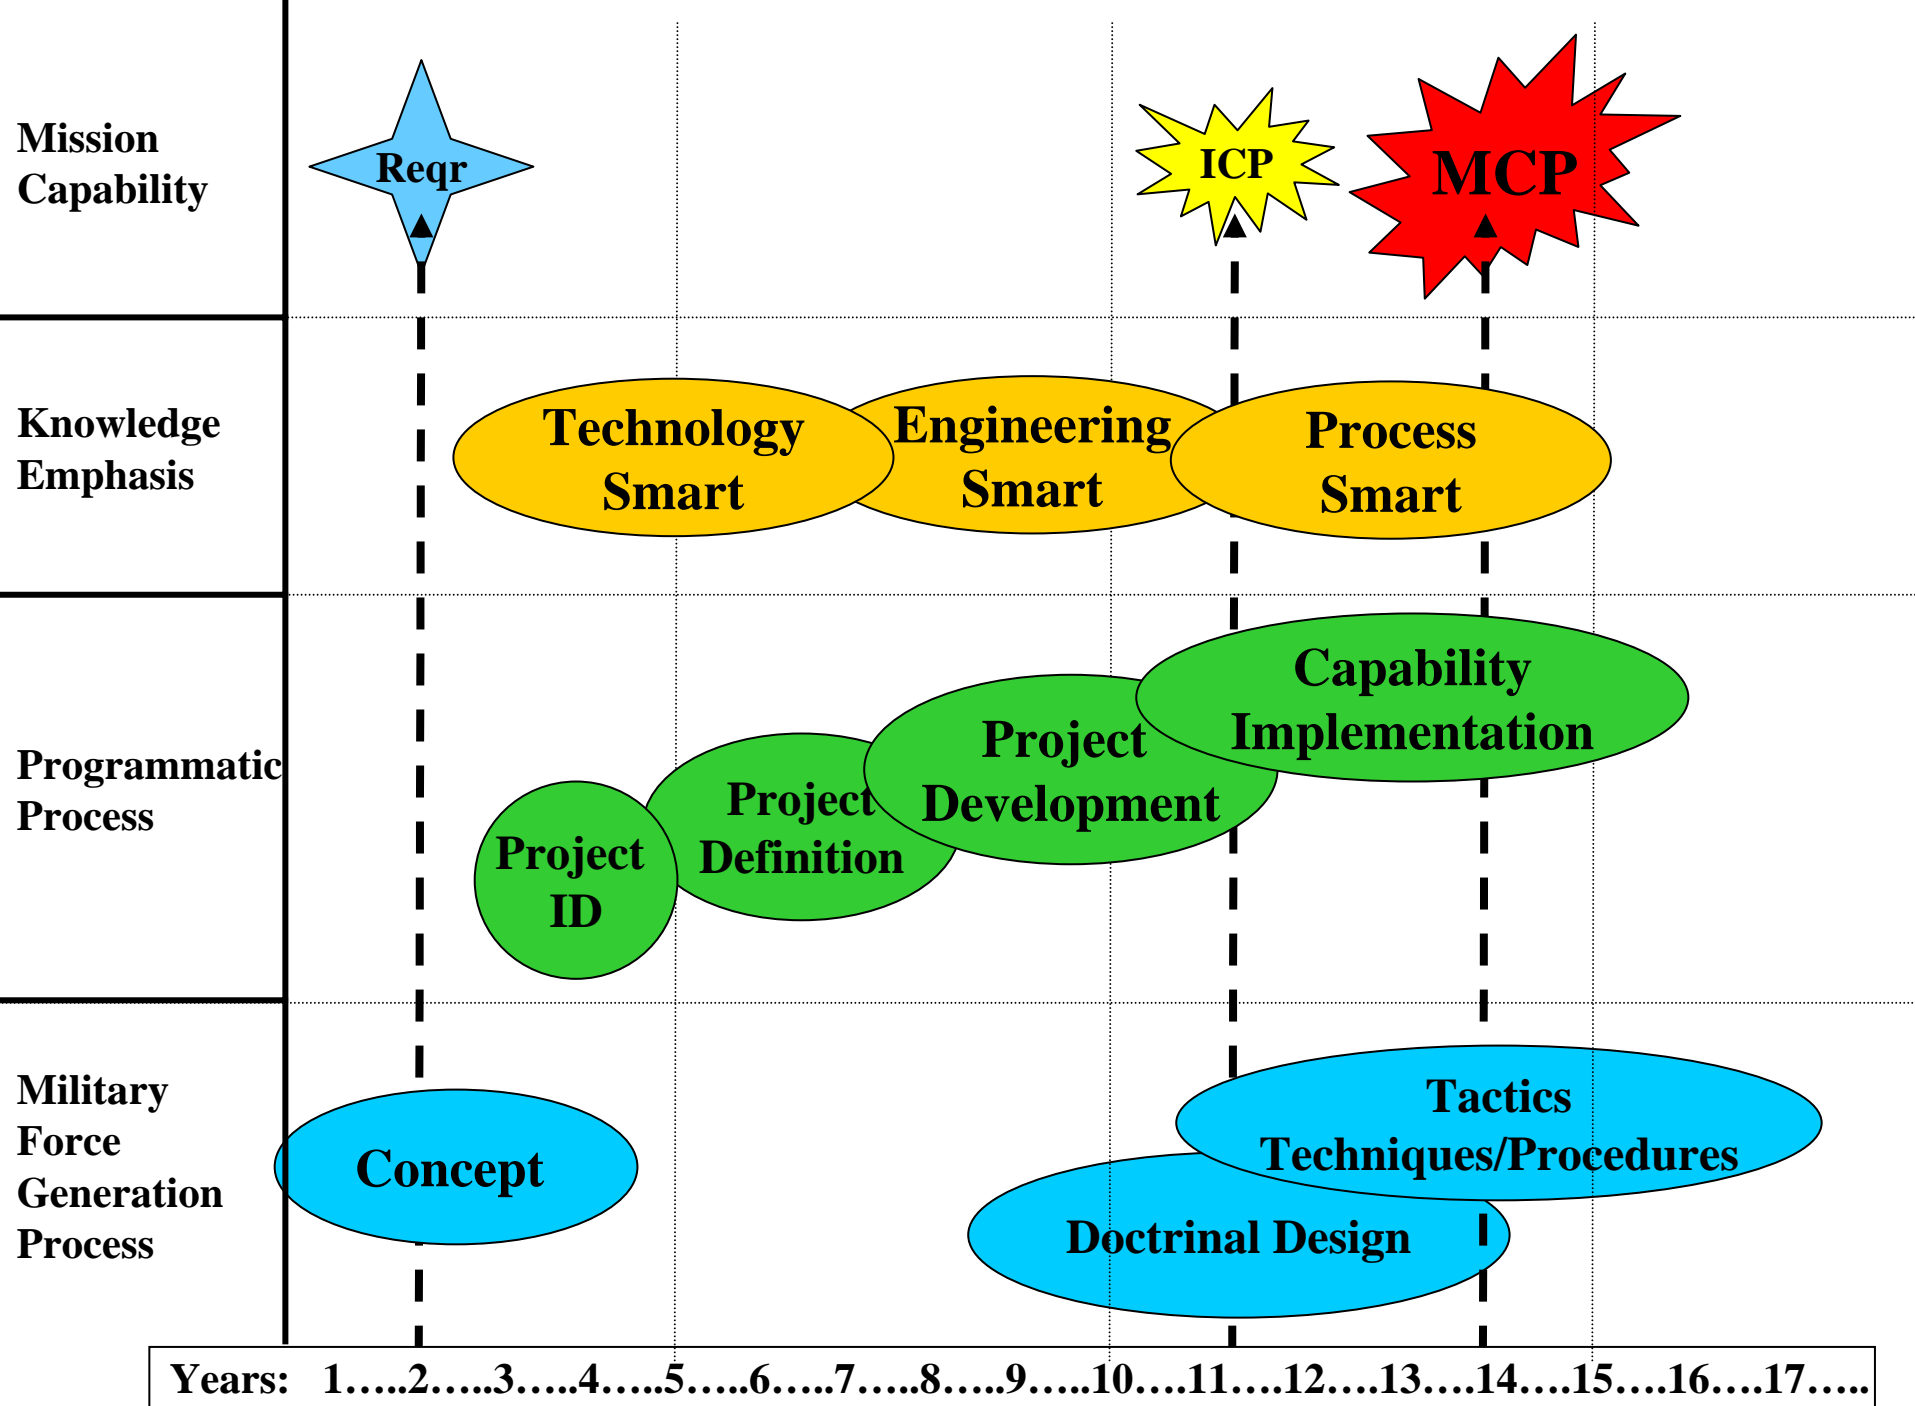 Mission
Capability
Reqr
ICP
MCP
Knowledge
Emphasis
Technology
Smart
Engineering
Smart
Process
Smart
Programmatic
Process
Project
ID
Project
Definition
Project
Development
Capability
Implementation
Military
Force
Generation
Process
Concept
Doctrinal Design
Tactics
Techniques/Procedures
Years: 1…..2…..3…..4…..5…..6…..7…..8…..9…..10….11….12….13….14….15….16….17…..